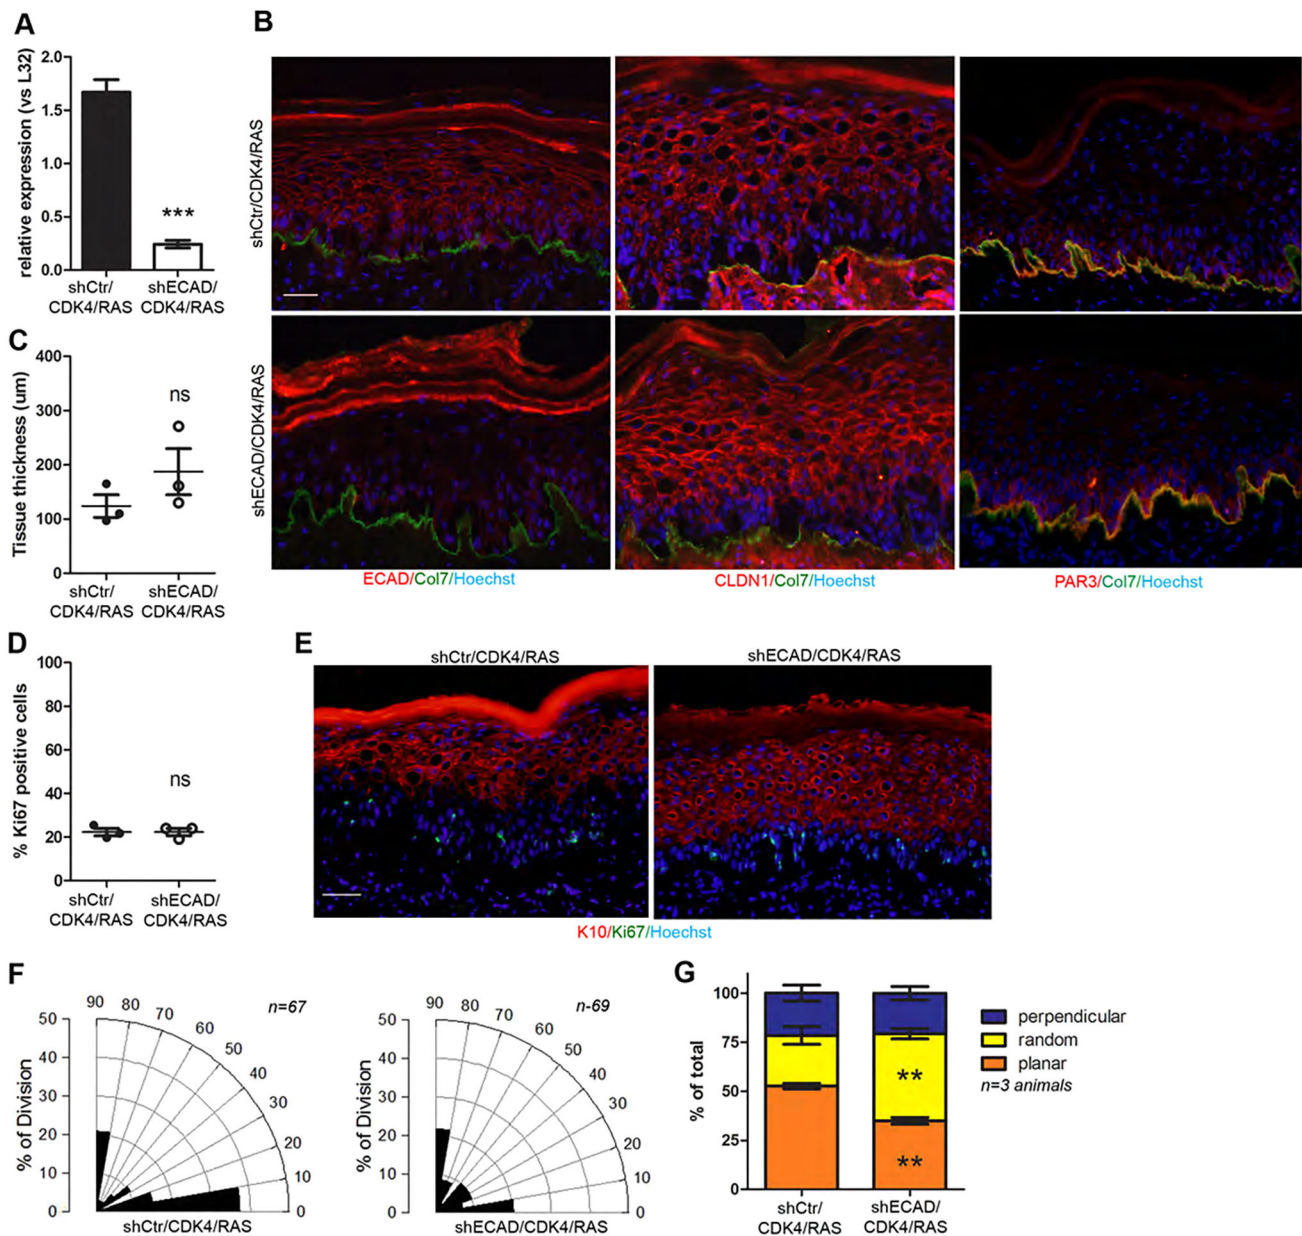 A
relative expression (vs L32)
2.0
1.5
1.0
0.5
0.0
***
shCtr/
CDK4/RAS
shECAD/
CDK4/RAS
B
shCtr/CDK4/RAS
shECAD/CDK4/RAS
ECAD/Col7/Hoechst
CLDN1/Col7/Hoechst
PAR3/Col7/Hoechst
C
Tissue thickness (um)
400
300
200
100
0
ns
shCtr/
CDK4/RAS
shECAD/
CDK4/RAS
D
% Ki67 positive cells
100
80
60
40
20
0
ns
shCtr/
CDK4/RAS
shECAD/
CDK4/RAS
E
shCtr/CDK4/RAS
shECAD/CDK4/RAS
K10/Ki67/Hoechst
F
% of Division
50
40
30
20
10
0
90
80
70
60
50
40
30
20
10
0
n=67
shCtr/CDK4/RAS
% of Division
50
40
30
20
10
0
90
80
70
60
50
40
30
20
10
0
n-69
shECAD/CDK4/RAS
G
% of total
100
75
50
25
0
**
**
shCtr/
CDK4/RAS
shECAD/
CDK4/RAS
perpendicular
random
planar
n=3 animals